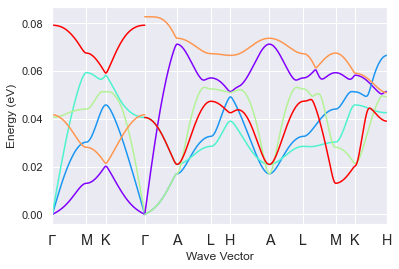 0.08
0.06
0.04
0.02
0.00
Energy (eV)
Γ M K Γ A L H A L M K H
Wave Vector